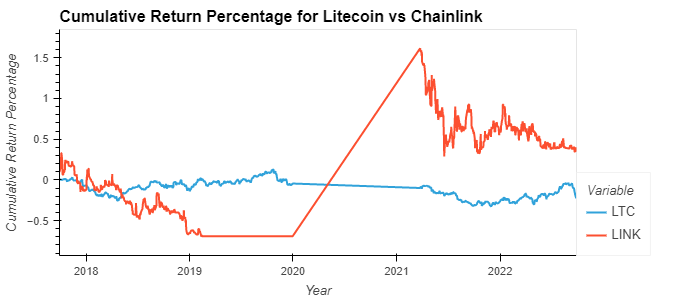 Cumulative Return Percentage for Litecoin vs Chainlink
Cumulative Return Percentage
1.5
1
0.5
0
−0.5
2018
2019
2020
2021
2022
Year
Variable
LTC
LINK